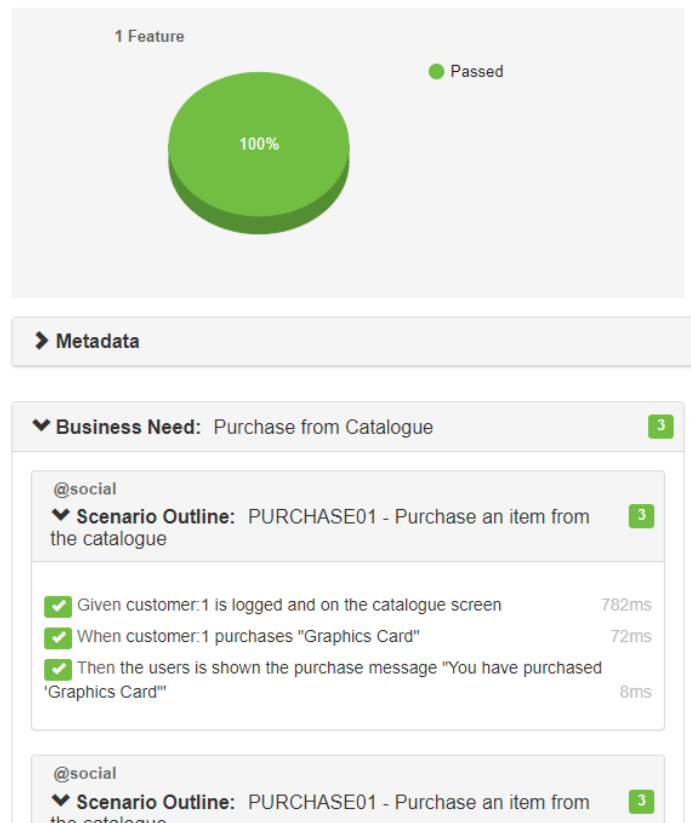 1 Feature
Passed
100%
Metadata
Business Need: Purchase from Catalogue 3
@social
Scenario Outline: PURCHASE01 - Purchase an item from 3
the catalogue
Given customer:1 is logged and on the catalogue screen 782ms
When customer:1 purchases "Graphics Card" 72ms
Then the users is shown the purchase message "You have purchased
'Graphics Card'" 8ms
@social
Scenario Outline: PURCHASE01 - Purchase an item from 3
the catalogue